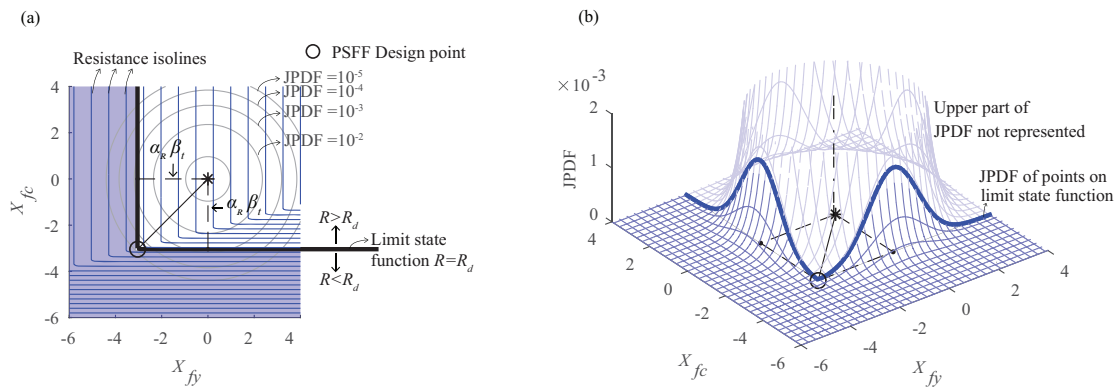 (a)
Resistance isolines
PSFF Design point
JPDF =10⁻⁵
JPDF =10⁻⁴
JPDF =10⁻³
JPDF =10⁻²
4
2
0
-2
-4
-6
X_fc
α_R β_t
α_R β_t
R>R_d
R<R_d
Limit state
function R=R_d
-6
-4
-2
0
2
4
X_fy
(b)
×10⁻³
2
1
0
JPDF
Upper part of
JPDF not represented
JPDF of points on
limit state function
4
2
0
-2
-4
-6
X_fc
-6
-4
-2
0
2
4
X_fy